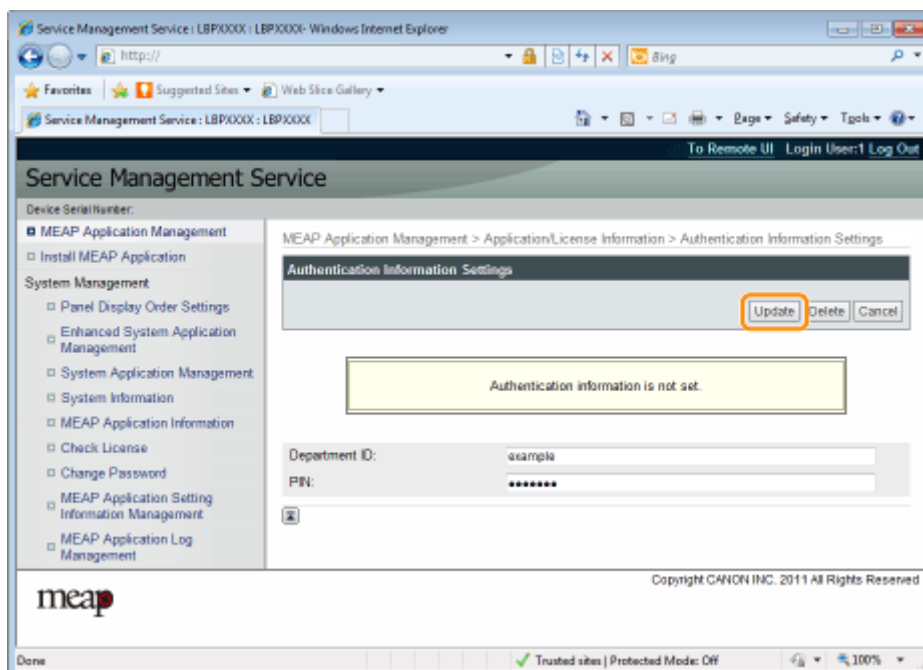 Service Management Service : LBPXXXX : LBPXXXX- Windows Internet Explorer
http://
Bing
Favorites Suggested Sites Web Slice Gallery
Service Management Service : LBPXXXX : LBPXXXX
Page Safety Tools
To Remote UI Login User:1 Log Out
Service Management Service
Device Serial Number:
MEAP Application Management
Install MEAP Application
System Management
Panel Display Order Settings
Enhanced System Application
Management
System Application Management
System Information
MEAP Application Information
Check License
Change Password
MEAP Application Setting
Information Management
MEAP Application Log
Management
MEAP Application Management > Application/License Information > Authentication Information Settings
Authentication Information Settings
Update Delete Cancel
Authentication information is not set.
Department ID: example
PIN: •••••••
Copyright CANON INC. 2011 All Rights Reserved
meap
Done Trusted sites | Protected Mode: Off 100%